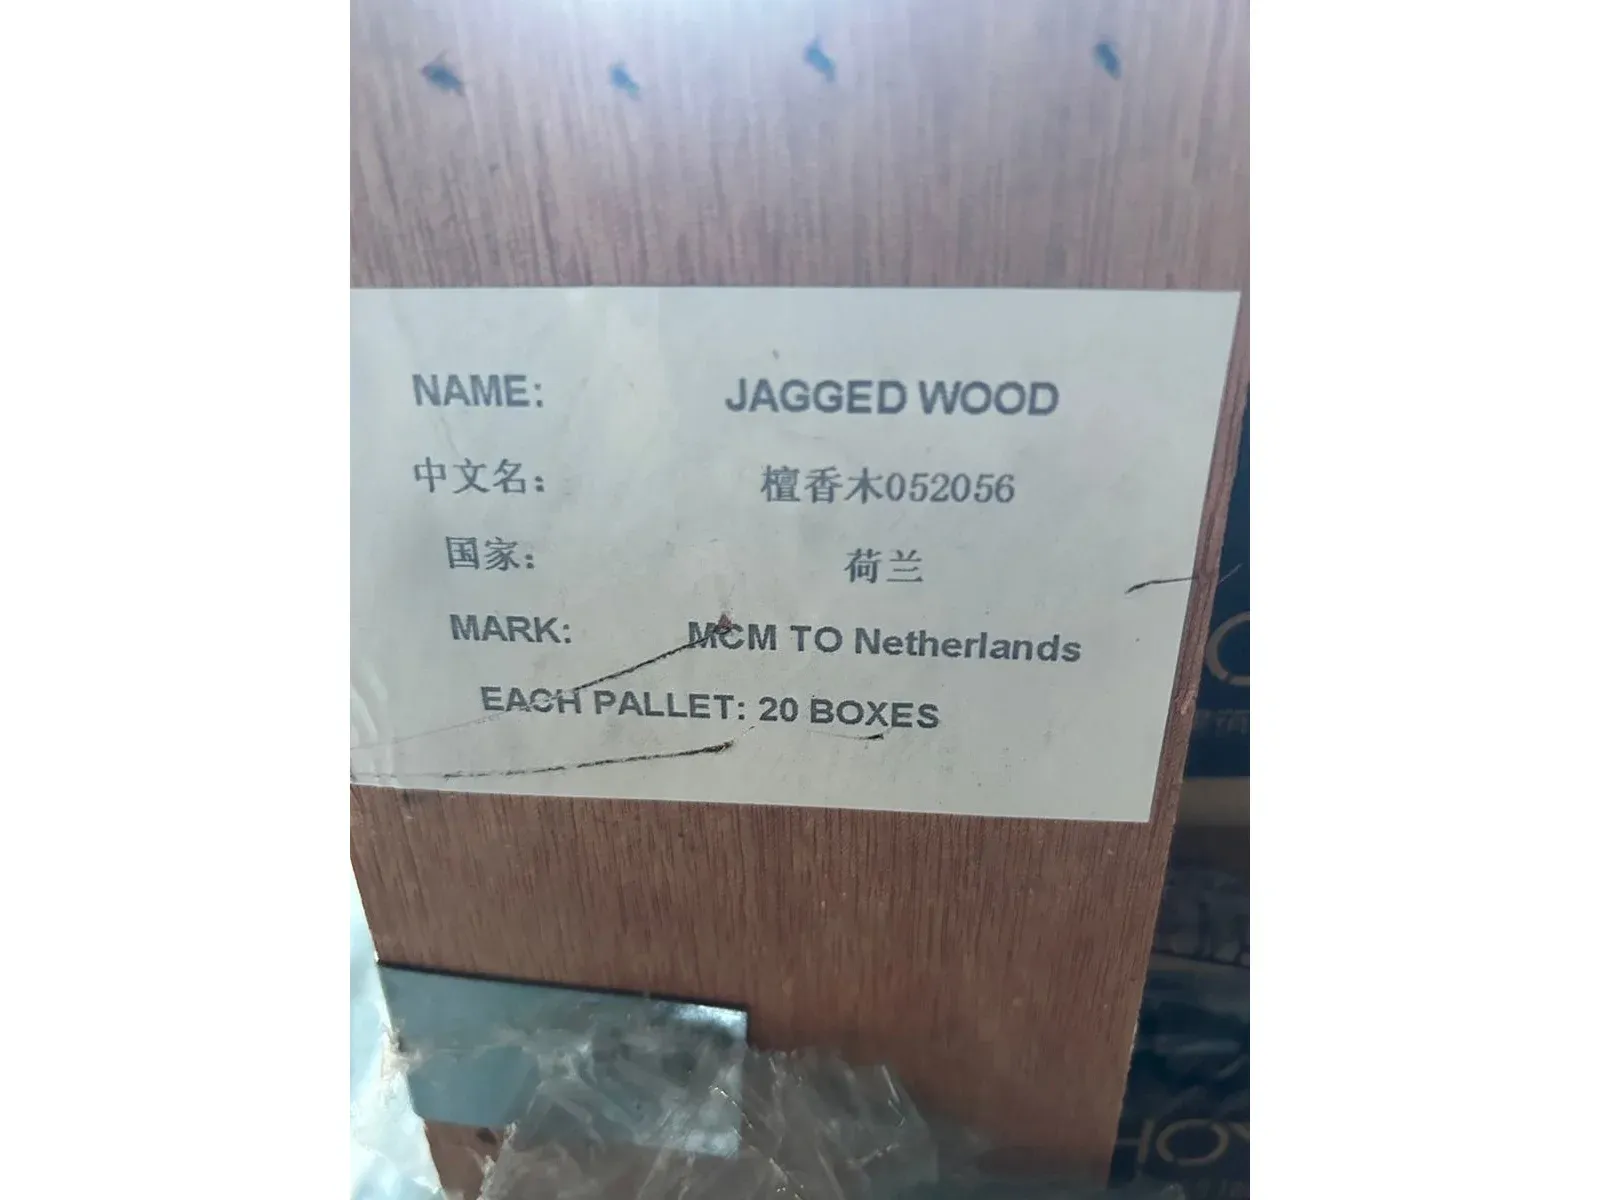 NAME: JAGGED WOOD
中文名: 檀香木052056
国家: 荷兰
MARK: MCM TO Netherlands
EACH PALLET: 20 BOXES